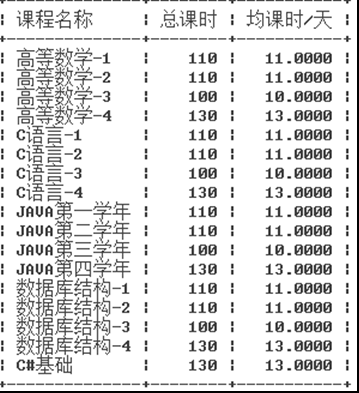 课程名称 | 总课时 | 均课时/天
高等数学-1 | 110 | 11.0000
高等数学-2 | 110 | 11.0000
高等数学-3 | 100 | 10.0000
高等数学-4 | 130 | 13.0000
C语言-1 | 110 | 11.0000
C语言-2 | 110 | 11.0000
C语言-3 | 100 | 10.0000
C语言-4 | 130 | 13.0000
JAVA第一学年 | 110 | 11.0000
JAVA第二学年 | 110 | 11.0000
JAVA第三学年 | 100 | 10.0000
JAVA第四学年 | 130 | 13.0000
数据库结构-1 | 110 | 11.0000
数据库结构-2 | 110 | 11.0000
数据库结构-3 | 100 | 10.0000
数据库结构-4 | 130 | 13.0000
C#基础 | 130 | 13.0000